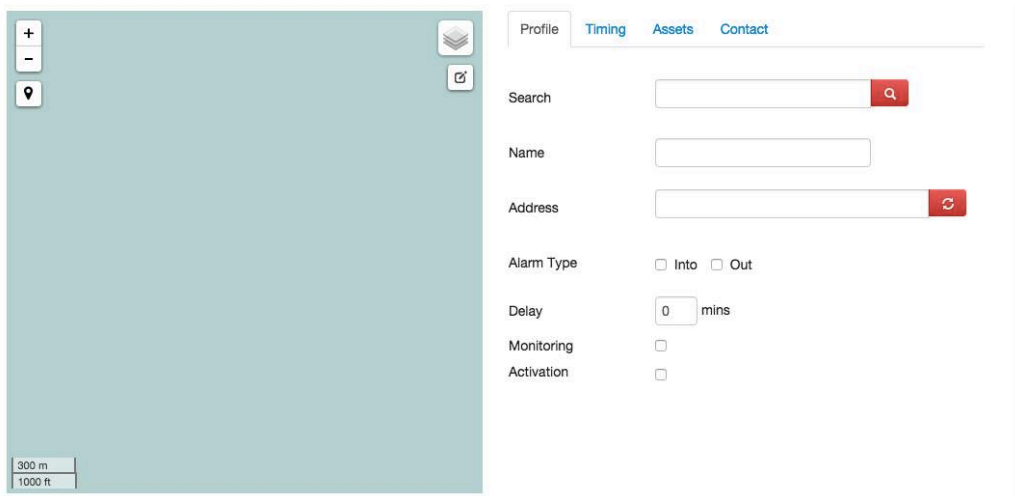 +
−
300 m
1000 ft
Profile Timing Assets Contact
Search
Name
Address
Alarm Type Into Out
Delay 0 mins
Monitoring
Activation